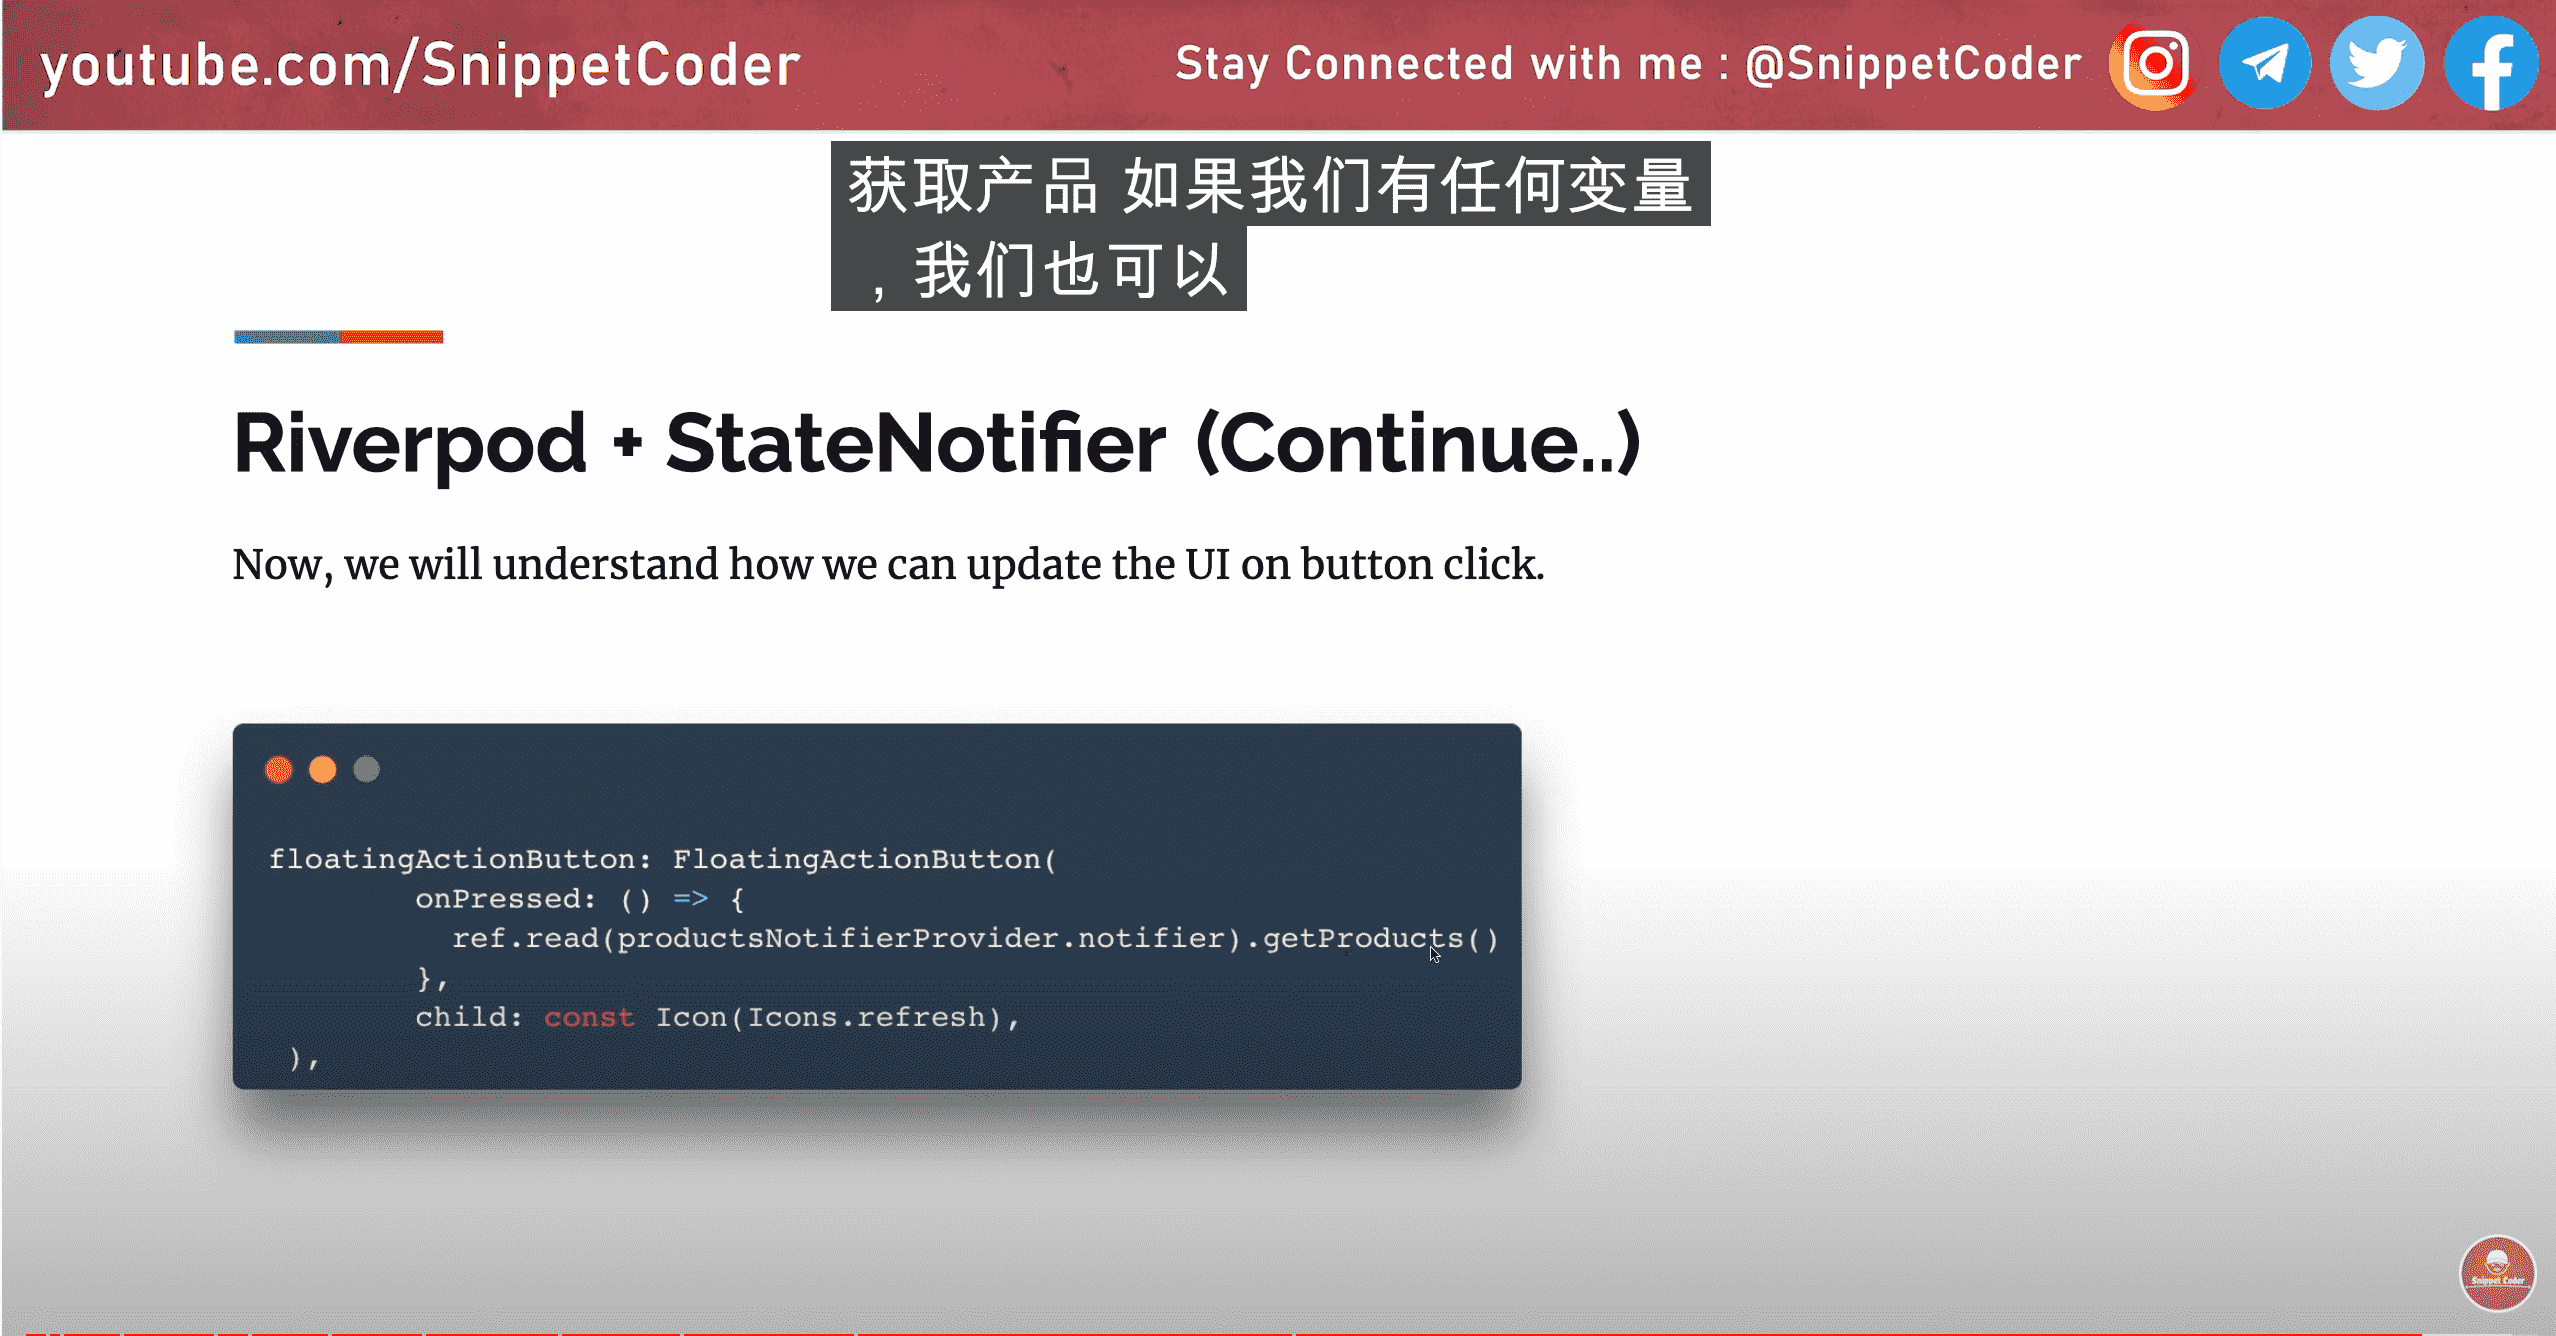 youtube.com/SnippetCoder
Stay Connected with me : @SnippetCoder
获取产品 如果我们有任何变量
，我们也可以
Riverpod + StateNotifier (Continue..)
Now, we will understand how we can update the UI on button click.
floatingActionButton: FloatingActionButton(
onPressed: () => {
ref.read(productsNotifierProvider.notifier).getProducts()
},
child: const Icon(Icons.refresh),
),
Snippet Coder